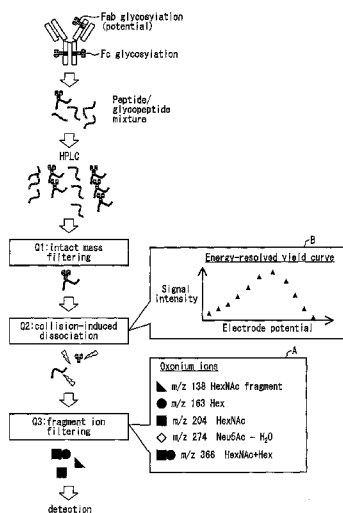 Fab glycosylation
(potential)
Fc glycosylation
Peptide/
glycopeptide
mixture
HPLC
Q1:intact mass
filtering
Q2:collision-induced
dissociation
Q3:fragment ion
filtering
detection
B
Energy-resolved yield curve
Signal
Intensity
Electrode potential
A
Oxonium ions
m/z 138 HexNAc fragment
m/z 163 Hex
m/z 204 HexNAc
m/z 274 Neu5Ac - H₂O
m/z 366 HexNAc+Hex